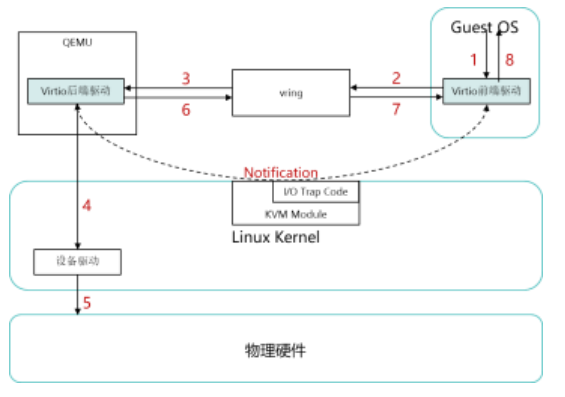 Guest OS
QEMU
1
8
3
2
Virtio后端驱动
vring
Virtio前端驱动
6
7
Notification
I/O Trap Code
4
KVM Module
Linux Kernel
设备驱动
5
物理硬件